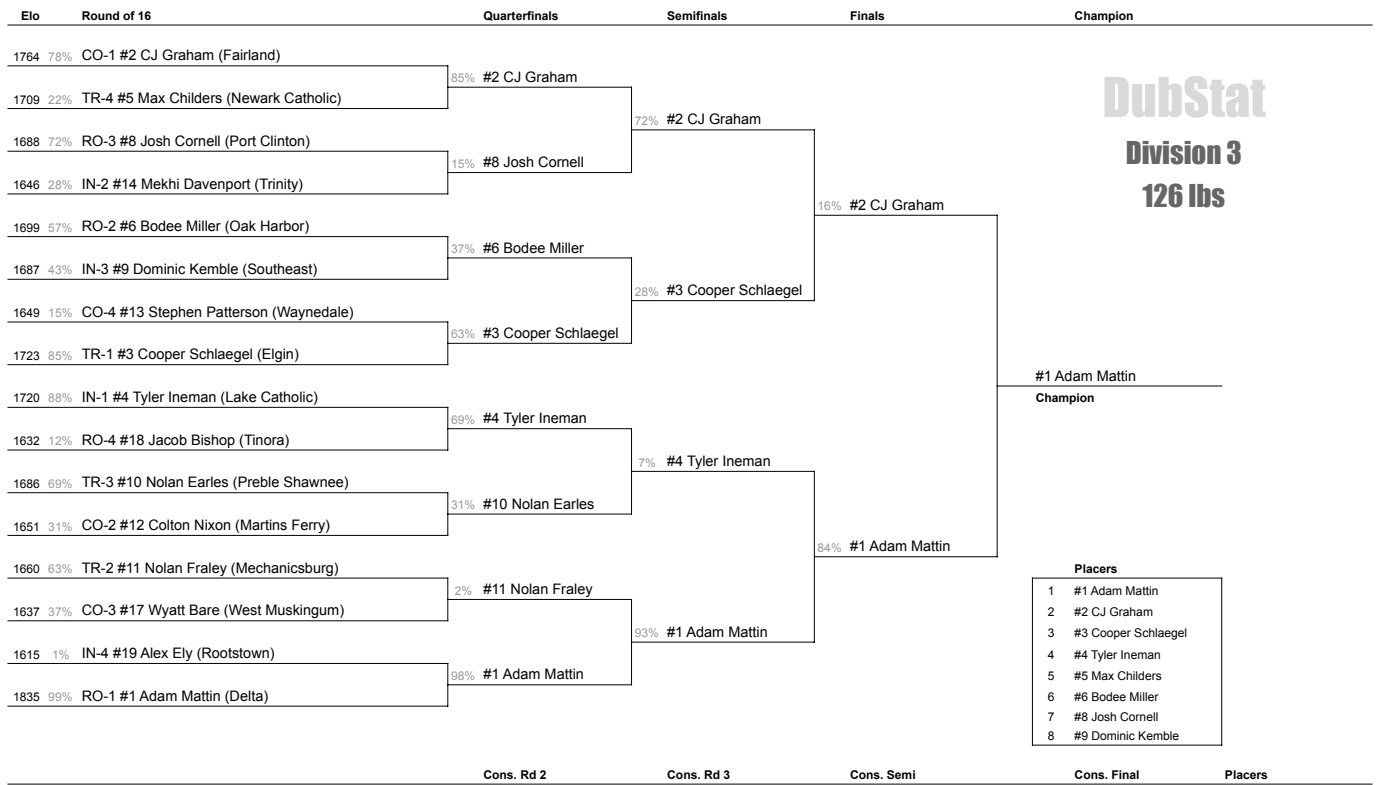 Elo Round of 16 Quarterfinals Semifinals Finals Champion
1764 78% CO-1 #2 CJ Graham (Fairland)
85% #2 CJ Graham
1709 22% TR-4 #5 Max Childers (Newark Catholic)
DubStat
72% #2 CJ Graham
1688 72% RO-3 #8 Josh Cornell (Port Clinton)
Division 3
15% #8 Josh Cornell
1646 28% IN-2 #14 Mekhi Davenport (Trinity)
126 lbs
16% #2 CJ Graham
1699 57% RO-2 #6 Bodee Miller (Oak Harbor)
37% #6 Bodee Miller
1687 43% IN-3 #9 Dominic Kemble (Southeast)
28% #3 Cooper Schlaegel
1649 15% CO-4 #13 Stephen Patterson (Waynedale)
63% #3 Cooper Schlaegel
1723 85% TR-1 #3 Cooper Schlaegel (Elgin)
#1 Adam Mattin
Champion
1720 88% IN-1 #4 Tyler Ineman (Lake Catholic)
69% #4 Tyler Ineman
1632 12% RO-4 #18 Jacob Bishop (Tinora)
7% #4 Tyler Ineman
1686 69% TR-3 #10 Nolan Earles (Preble Shawnee)
31% #10 Nolan Earles
1651 31% CO-2 #12 Colton Nixon (Martins Ferry)
84% #1 Adam Mattin
1660 63% TR-2 #11 Nolan Fraley (Mechanicsburg)
2% #11 Nolan Fraley
1637 37% CO-3 #17 Wyatt Bare (West Muskingum)
93% #1 Adam Mattin
1615 1% IN-4 #19 Alex Ely (Rootstown)
98% #1 Adam Mattin
1835 99% RO-1 #1 Adam Mattin (Delta)
Placers
1 #1 Adam Mattin
2 #2 CJ Graham
3 #3 Cooper Schlaegel
4 #4 Tyler Ineman
5 #5 Max Childers
6 #6 Bodee Miller
7 #8 Josh Cornell
8 #9 Dominic Kemble
Cons. Rd 2 Cons. Rd 3 Cons. Semi Cons. Final Placers